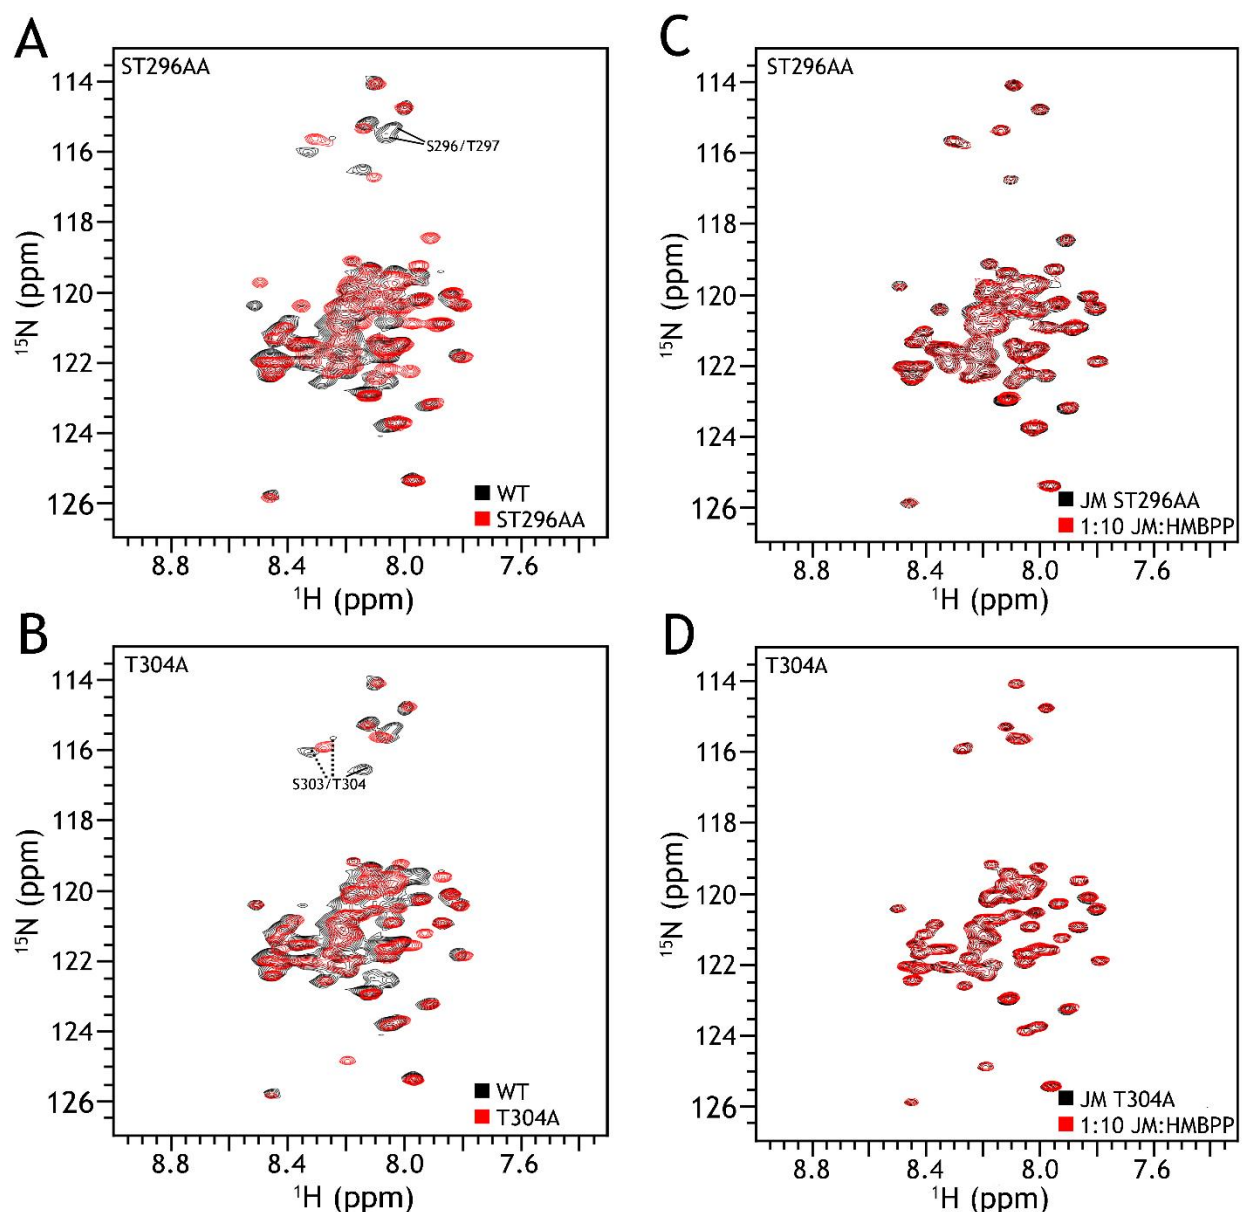 A
ST296AA
114
116
118
120
122
124
126
¹⁵N (ppm)
S296/T297
WT
ST296AA
8.8
8.4
8.0
7.6
¹H (ppm)
C
ST296AA
114
116
118
120
122
124
126
¹⁵N (ppm)
JM ST296AA
1:10 JM:HMBPP
8.8
8.4
8.0
7.6
¹H (ppm)
B
T304A
114
116
118
120
122
124
126
¹⁵N (ppm)
S303/T304
WT
T304A
8.8
8.4
8.0
7.6
¹H (ppm)
D
T304A
114
116
118
120
122
124
126
¹⁵N (ppm)
JM T304A
1:10 JM:HMBPP
8.8
8.4
8.0
7.6
¹H (ppm)